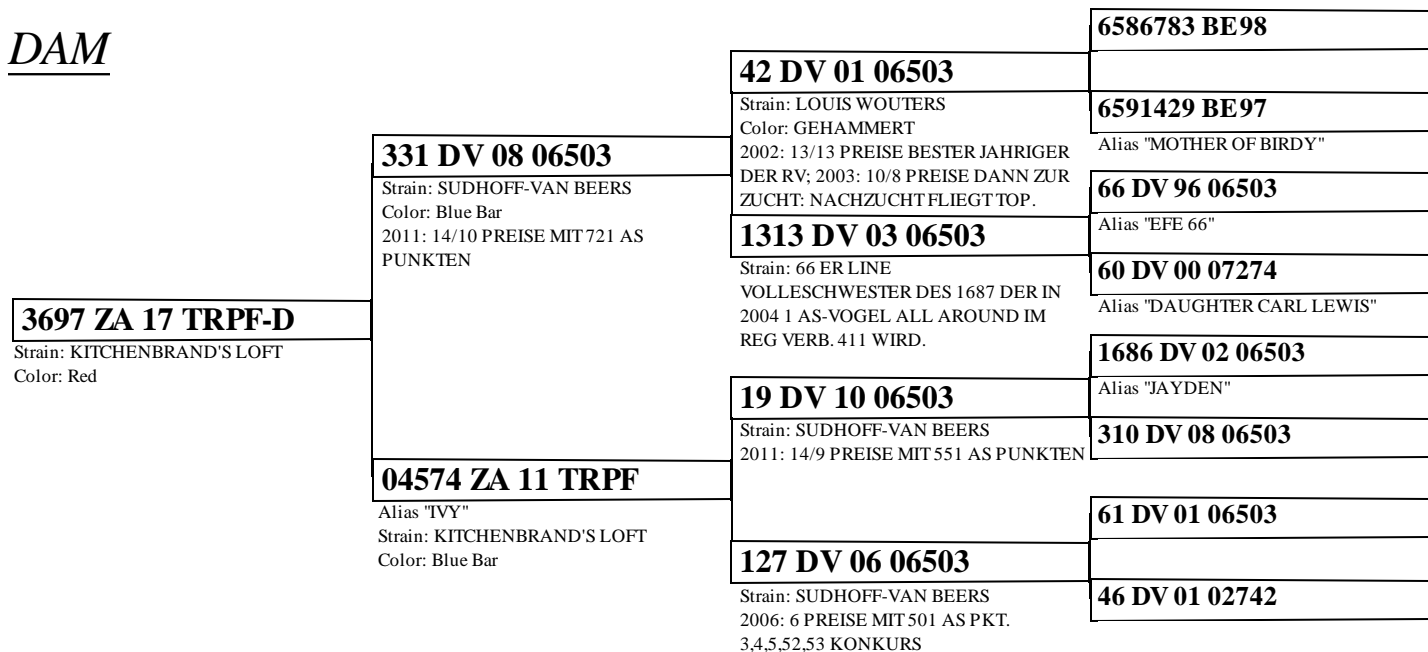 DAM
3697 ZA 17 TRPF-D
Strain: KITCHENBRAND'S LOFT
Color: Red
331 DV 08 06503
Strain: SUDHOFF-VAN BEERS
Color: Blue Bar
2011: 14/10 PREISE MIT 721 AS
PUNKTEN
04574 ZA 11 TRPF
Alias "IVY"
Strain: KITCHENBRAND'S LOFT
Color: Blue Bar
42 DV 01 06503
Strain: LOUIS WOUTERS
Color: GEHAMMERT
2002: 13/13 PREISE BESTER JAHRIGER
DER RV; 2003: 10/8 PREISE DANN ZUR
ZUCHT: NACHZUCHT FLIEGT TOP.
1313 DV 03 06503
Strain: 66 ER LINE
VOLLESCHWESTER DES 1687 DER IN
2004 1 AS-VOGEL ALL AROUND IM
REG VERB. 411 WIRD.
19 DV 10 06503
Strain: SUDHOFF-VAN BEERS
2011: 14/9 PREISE MIT 551 AS PUNKTEN
127 DV 06 06503
Strain: SUDHOFF-VAN BEERS
2006: 6 PREISE MIT 501 AS PKT.
3,4,5,52,53 KONKURS
6586783 BE98
6591429 BE97
Alias "MOTHER OF BIRDY"
66 DV 96 06503
Alias "EFE 66"
60 DV 00 07274
Alias "DAUGHTER CARL LEWIS"
1686 DV 02 06503
Alias "JAYDEN"
310 DV 08 06503
61 DV 01 06503
46 DV 01 02742